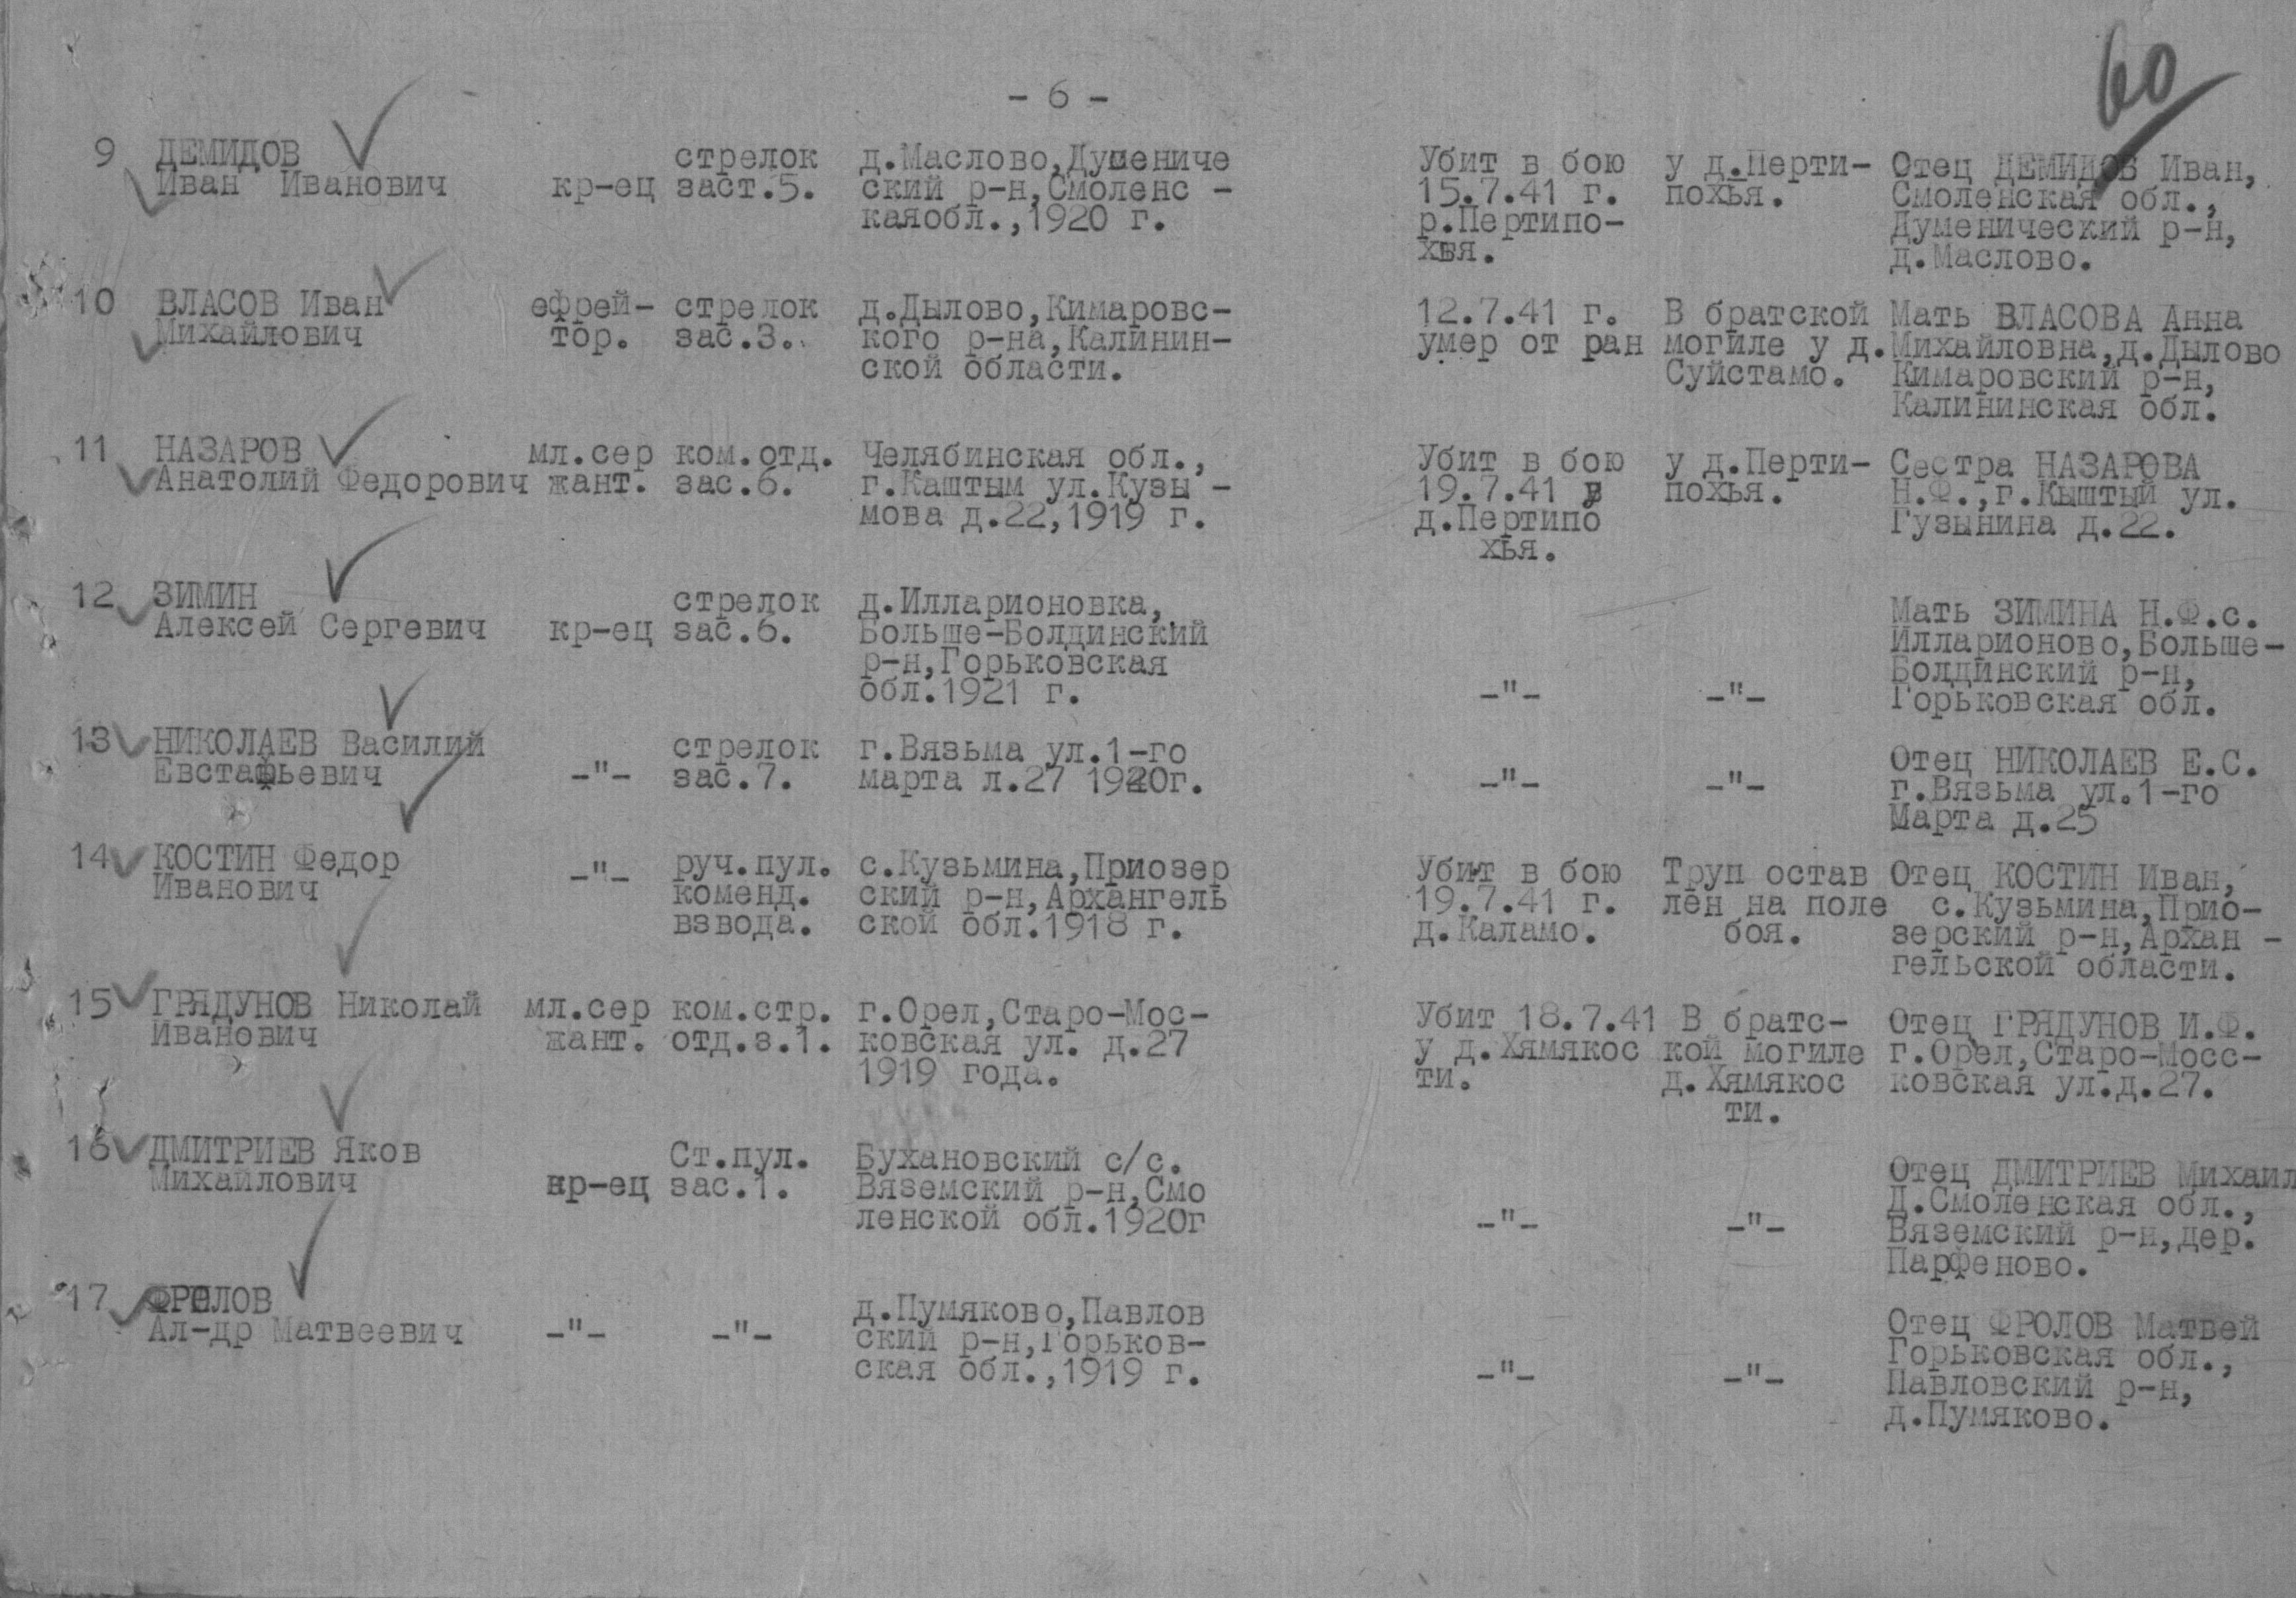 60
- 6 -
9 ДЕМИДОВ стрелок д.Маслово,Думениче Убит в бою у д.Перти- Отец ДЕМИДОВ Иван,
Иван Иванович кр-ец заст.5. ский р-н,Смоленс - 15.7.41 г. похья. Смоленская обл.,
каяобл.,1920 г. р.Пертипо- Думенический р-н,
хья. д.Маслово.
10 ВЛАСОВ Иван ефрей- стрелок д.Дылово,Кимаровс- 12.7.41 г. В братской Мать ВЛАСОВА Анна
Михайлович тор. зас.3. кого р-на,Калинин- умер от ран могиле у д. Михайловна,д.Дылово
ской области. Суйстамо. Кимаровский р-н,
Калининская обл.
11 НАЗАРОВ мл.сер ком.отд. Челябинская обл., Убит в бою у д.Перти- Сестра НАЗАРОВА
Анатолий Федорович жант. зас.6. г.Каштым ул.Кузы - 19.7.41 в похья. Н.Ф.,г.Кыштый ул.
мова д.22,1919 г. д.Пертипо Гузынина д.22.
хья.
12 ЗИМИН стрелок д.Илларионовка, Мать ЗИМИНА Н.Ф.с.
Алексей Сергевич кр-ец зас.6. Больше-Болдинский Илларионово,Больше-
р-н,Горьковская Болдинский р-н,
обл.1921 г. -"- -"- Горьковская обл.
13 НИКОЛАЕВ Василий стрелок г.Вязьма ул.1-го Отец НИКОЛАЕВ Е.С.
Евстафьевич -"- зас.7. марта л.27 1920г. -"- -"- г.Вязьма ул.1-го
Марта д.25
14 КОСТИН Федор -"- руч.пул. с.Кузьмина,Приозер Убит в бою Труп остав Отец КОСТИН Иван,
Иванович коменд. ский р-н,Архангель 19.7.41 г. лен на поле с.Кузьмина,Прио-
взвода. ской обл.1918 г. д.Каламо. боя. зерский р-н,Архан -
гельской области.
15 ГРЯДУНОВ Николай мл.сер ком.стр. г.Орел,Старо-Мос- Убит 18.7.41 В братс- Отец ГРЯДУНОВ И.Ф.
Иванович жант. отд.з.1. ковская ул. д.27 у д.Хямякос кой могиле г.Орел,Старо-Мосс-
1919 года. ти. д.Хямякос ковская ул.д.27.
ти.
16 ДМИТРИЕВ Яков Ст.пул. Бухановский с/с. Отец ДМИТРИЕВ Михаил
Михайлович кр-ец зас.1. Вяземский р-н,Смо Д.Смоленская обл.,
ленской обл.1920г -"- -"- Вяземский р-н,дер.
Парфеново.
17 ФРОЛОВ д.Пумяково,Павлов Отец ФРОЛОВ Матвей
Ал-др Матвеевич -"- -"- ский р-н,Горьков- Горьковская обл.,
ская обл.,1919 г. -"- -"- Павловский р-н,
д.Пумяково.